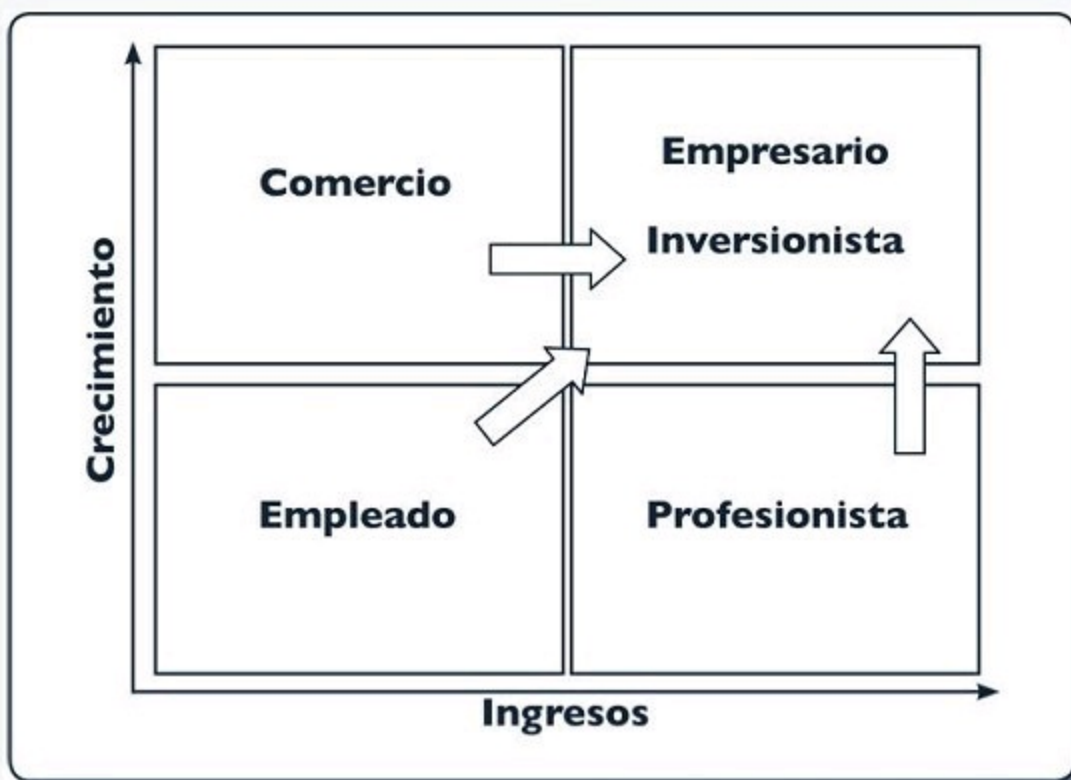 Crecimiento
Comercio
Empresario
Inversionista
Empleado
Profesionista
Ingresos